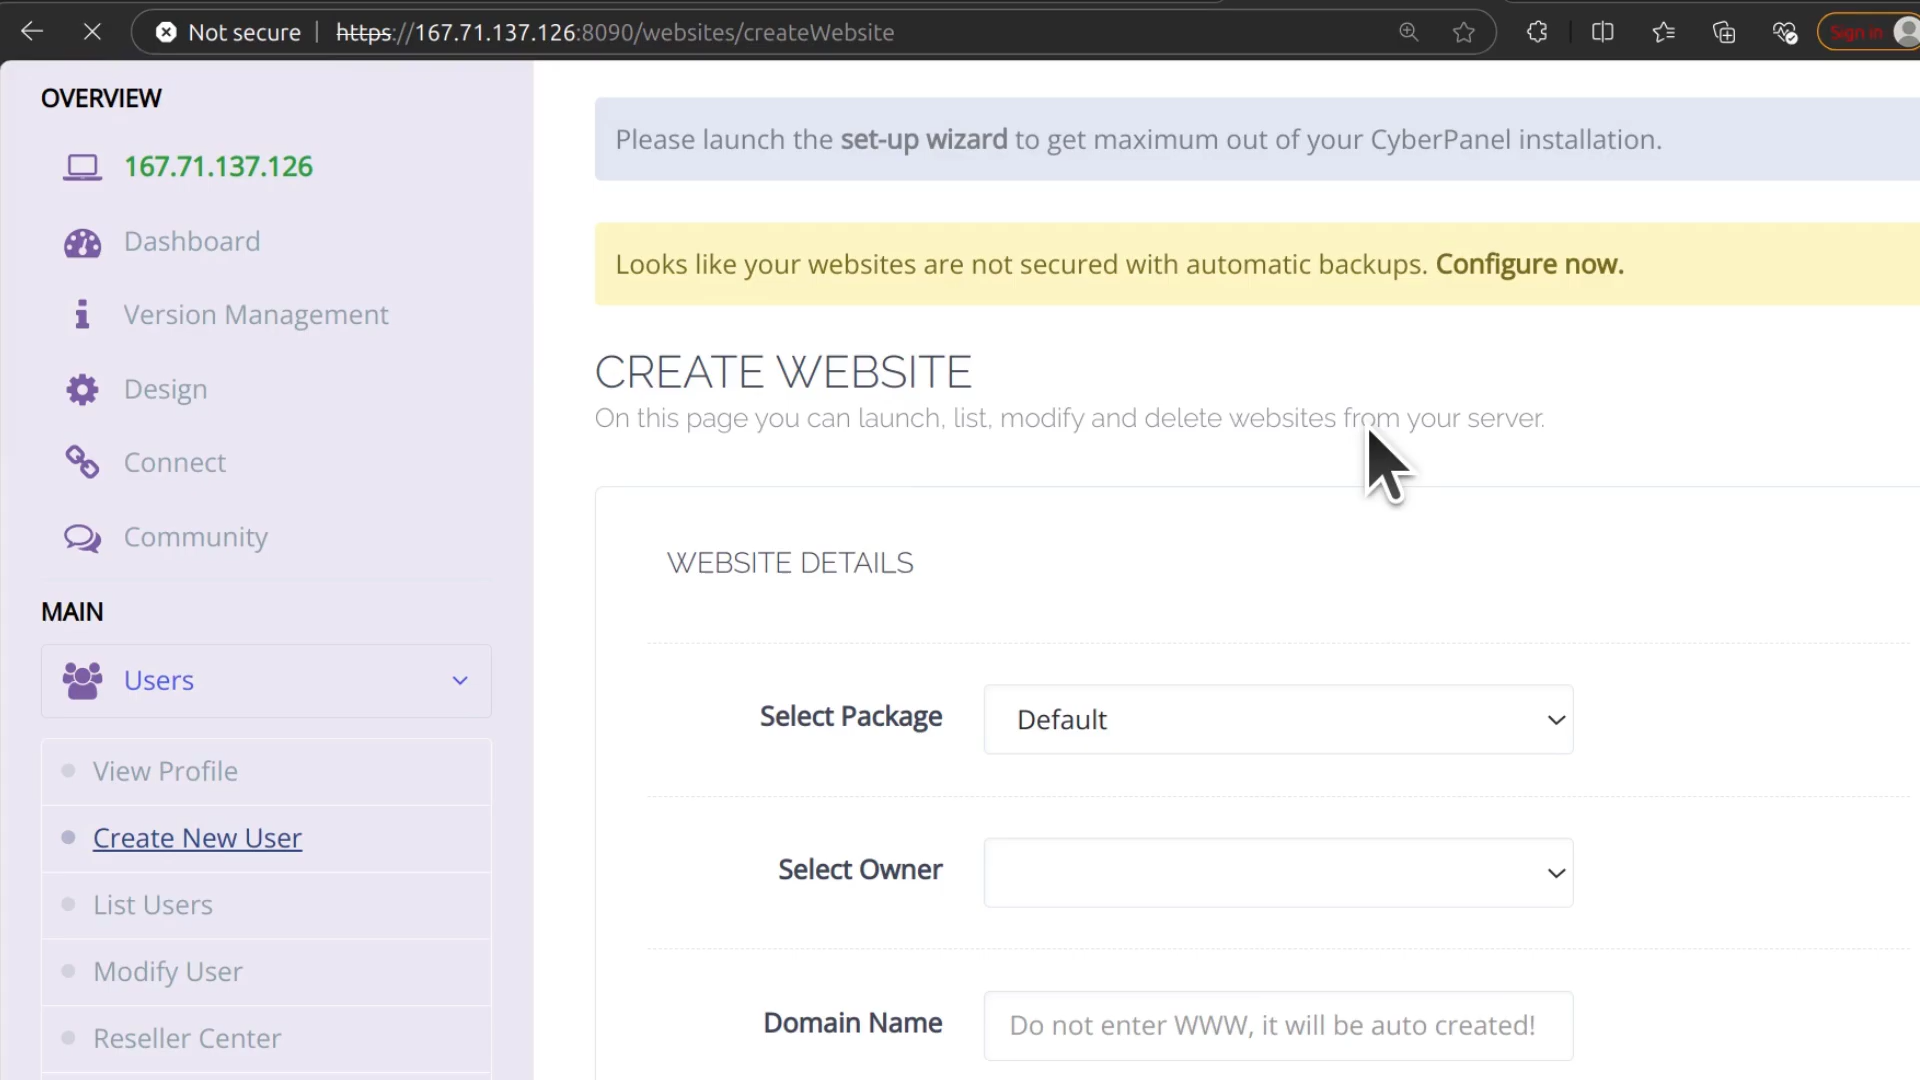 Not secure | https://167.71.137.126:8090/websites/createWebsite
Sign in
OVERVIEW
167.71.137.126
Dashboard
Version Management
Design
Connect
Community
MAIN
Users
View Profile
Create New User
List Users
Modify User
Reseller Center
Please launch the set-up wizard to get maximum out of your CyberPanel installation.
Looks like your websites are not secured with automatic backups. Configure now.
CREATE WEBSITE
On this page you can launch, list, modify and delete websites from your server.
WEBSITE DETAILS
Select Package
Default
Select Owner
Domain Name
Do not enter WWW, it will be auto created!